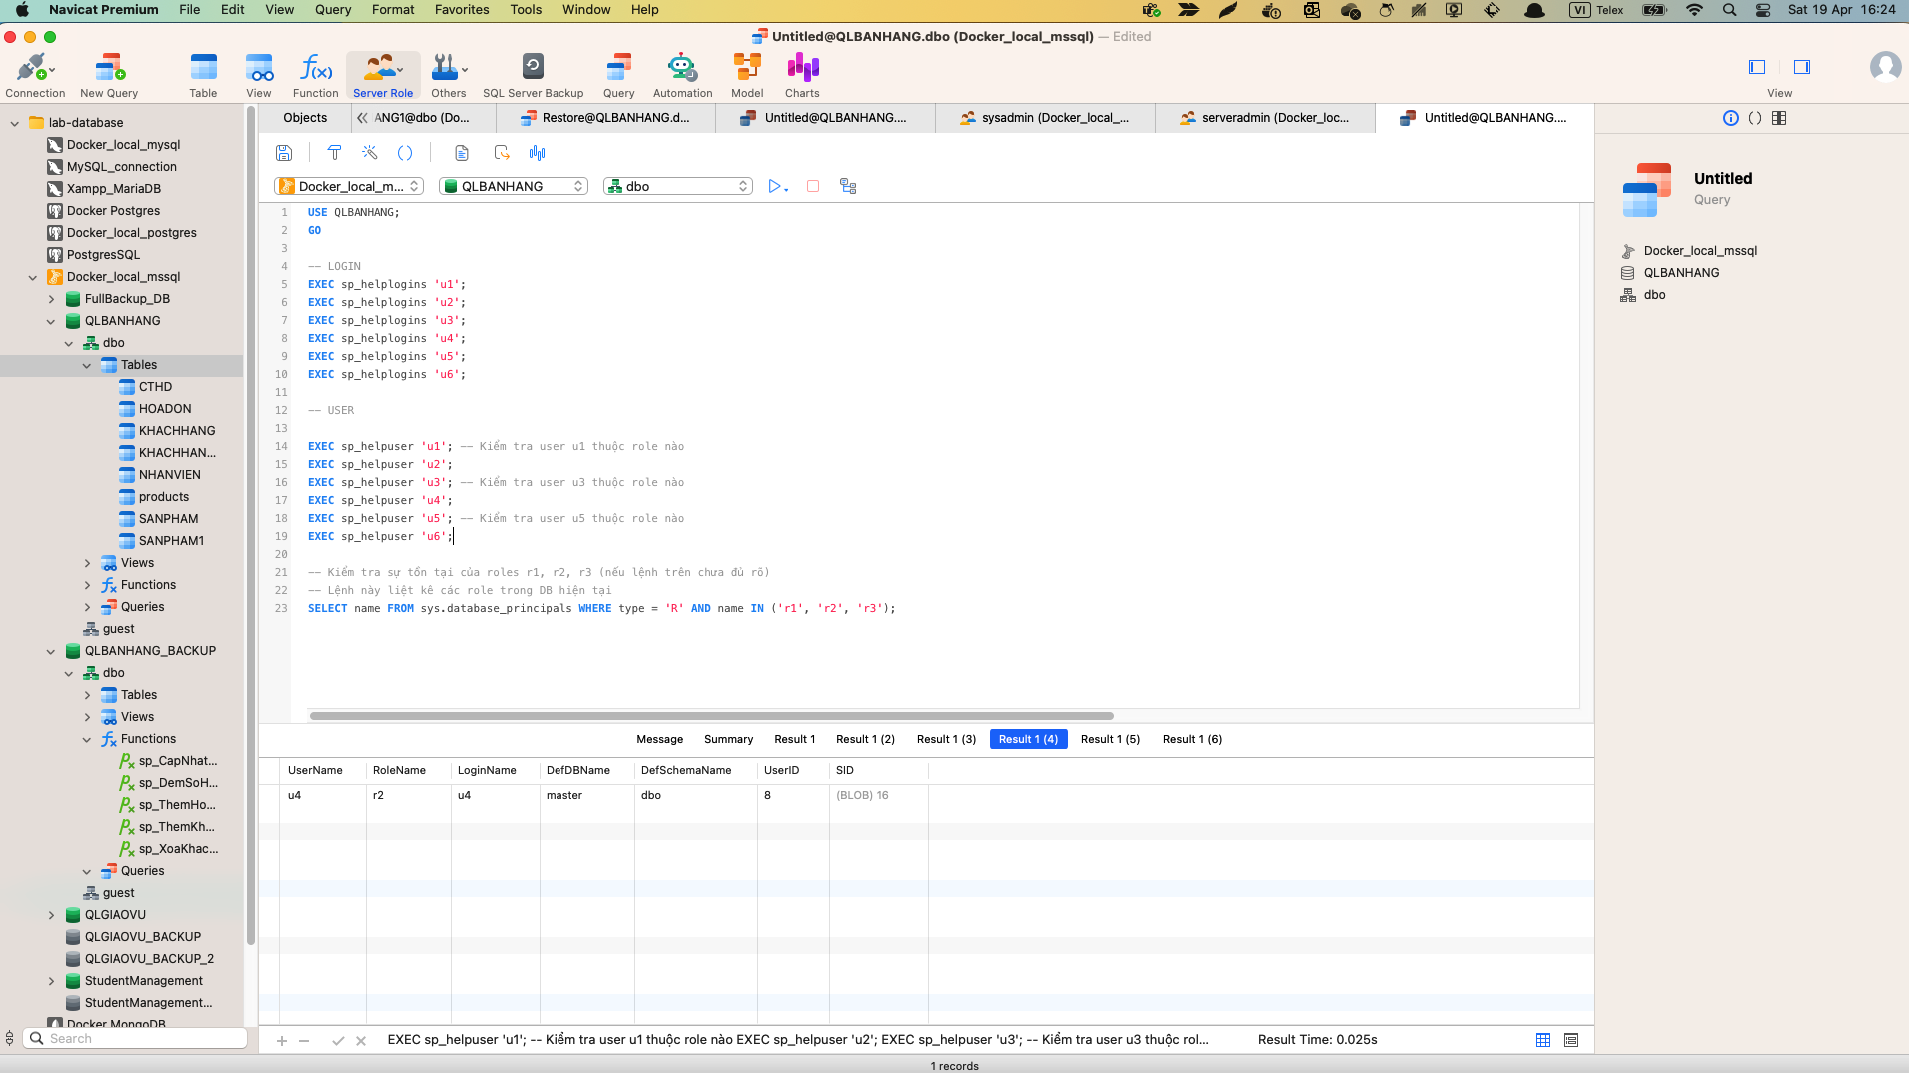 Navicat Premium File Edit View Query Format Favorites Tools Window Help VI Telex Sat 19 Apr 16:24
Untitled@QLBANHANG.dbo (Docker_local_mssql) — Edited
Connection New Query Table View Function Server Role Others SQL Server Backup Query Automation Model Charts View
Objects ANG1@dbo (Do... Restore@QLBANHANG.d... Untitled@QLBANHANG.... sysadmin (Docker_local_... serveradmin (Docker_loc... Untitled@QLBANHANG....
Docker_local_m... QLBANHANG dbo
lab-database
Docker_local_mysql
MySQL_connection
Xampp_MariaDB
Docker Postgres
Docker_local_postgres
PostgresSQL
Docker_local_mssql
FullBackup_DB
QLBANHANG
dbo
Tables
CTHD
HOADON
KHACHHANG
KHACHHAN...
NHANVIEN
products
SANPHAM
SANPHAM1
Views
Functions
Queries
guest
QLBANHANG_BACKUP
dbo
Tables
Views
Functions
sp_CapNhat...
sp_DemSoH...
sp_ThemHo...
sp_ThemKh...
sp_XoaKhac...
Queries
guest
QLGIAOVU
QLGIAOVU_BACKUP
QLGIAOVU_BACKUP_2
StudentManagement
StudentManagement...
Docker MongoDB
Search
1 USE QLBANHANG;
2 GO
3
4 -- LOGIN
5 EXEC sp_helplogins 'u1';
6 EXEC sp_helplogins 'u2';
7 EXEC sp_helplogins 'u3';
8 EXEC sp_helplogins 'u4';
9 EXEC sp_helplogins 'u5';
10 EXEC sp_helplogins 'u6';
11
12 -- USER
13
14 EXEC sp_helpuser 'u1'; -- Kiểm tra user u1 thuộc role nào
15 EXEC sp_helpuser 'u2';
16 EXEC sp_helpuser 'u3'; -- Kiểm tra user u3 thuộc role nào
17 EXEC sp_helpuser 'u4';
18 EXEC sp_helpuser 'u5'; -- Kiểm tra user u5 thuộc role nào
19 EXEC sp_helpuser 'u6';
20
21 -- Kiểm tra sự tồn tại của roles r1, r2, r3 (nếu lệnh trên chưa đủ rõ)
22 -- Lệnh này liệt kê các role trong DB hiện tại
23 SELECT name FROM sys.database_principals WHERE type = 'R' AND name IN ('r1', 'r2', 'r3');
Message Summary Result 1 Result 1 (2) Result 1 (3) Result 1 (4) Result 1 (5) Result 1 (6)
UserName RoleName LoginName DefDBName DefSchemaName UserID SID
u4 r2 u4 master dbo 8 (BLOB) 16
EXEC sp_helpuser 'u1'; -- Kiểm tra user u1 thuộc role nào EXEC sp_helpuser 'u2'; EXEC sp_helpuser 'u3'; -- Kiểm tra user u3 thuộc rol... Result Time: 0.025s
1 records
Untitled
Query
Docker_local_mssql
QLBANHANG
dbo